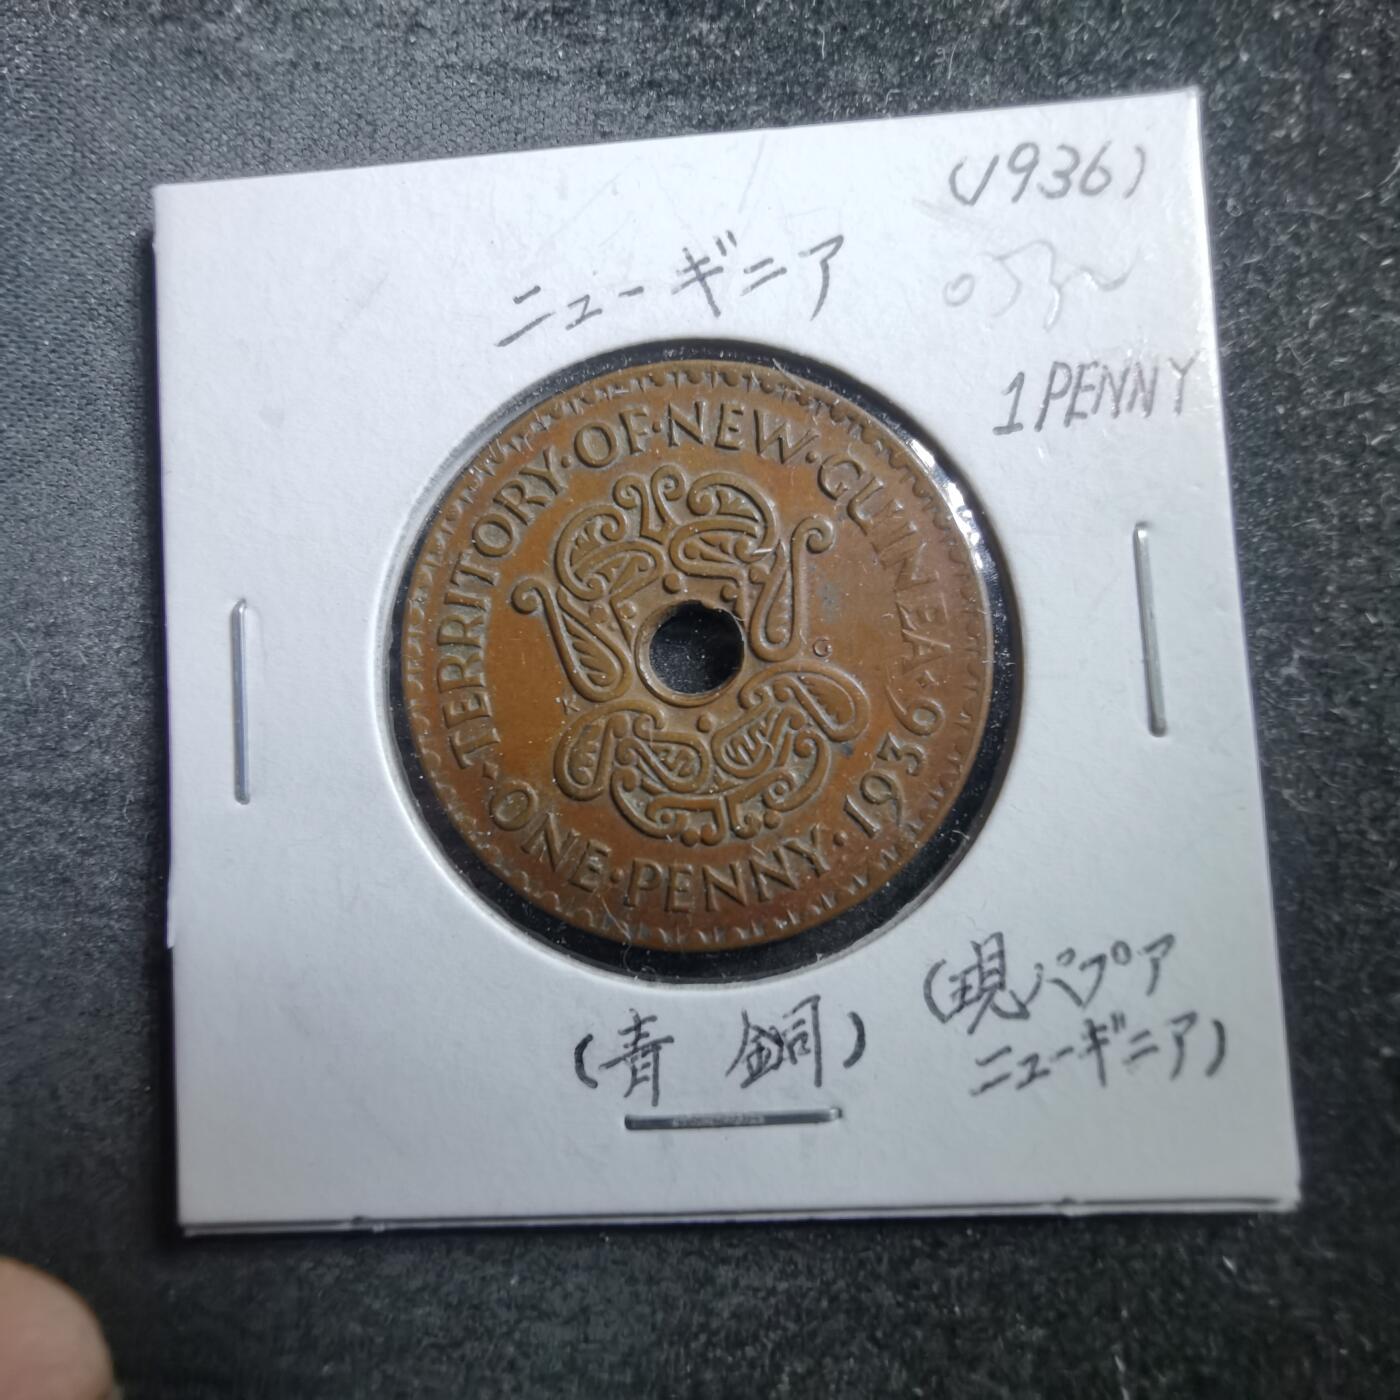 (1936)
ニューギニア
1 PENNY
TERRITORY·OF·NEW·GUINEA·
ONE·PENNY·1936
(青銅)
(現パプア
ニューギニア)